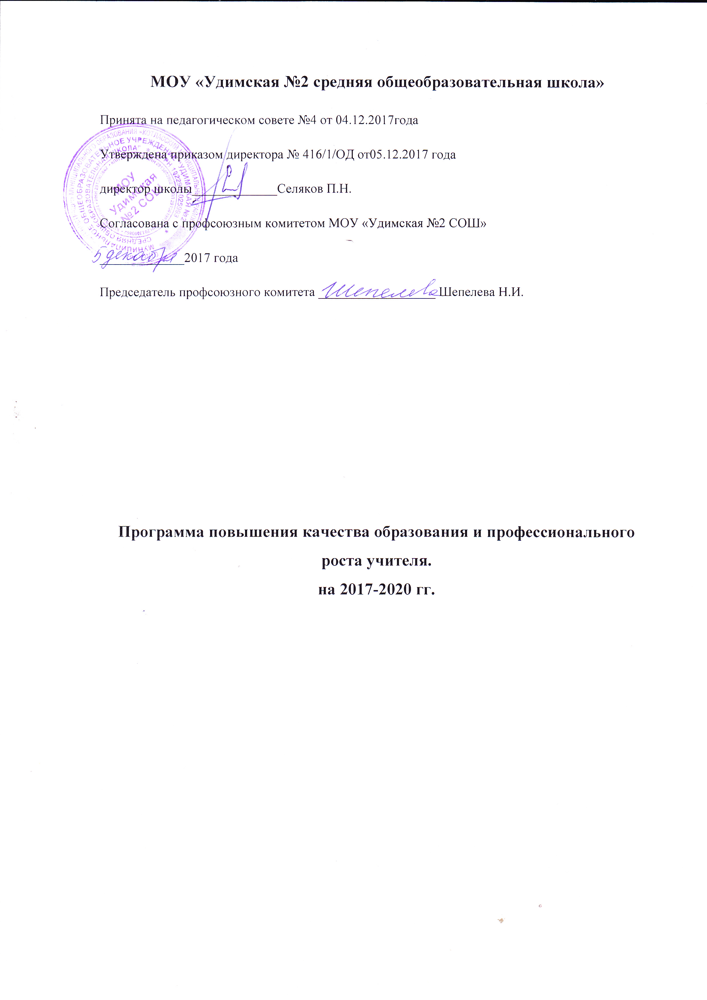 МОУ «Удимская №2 средняя общеобразовательная школа»
Принята на педагогическом совете №4 от 04.12.2017года
Утверждена приказом директора № 416/1/ОД от05.12.2017 года
директор школы______________Селяков П.Н.
Согласована с профсоюзным комитетом МОУ «Удимская №2 СОШ»
5 декабря 2017 года
Председатель профсоюзного комитета Шепелева Шепелева Н.И.
МОУ
Удимская
№2 СОШ
Программа повышения качества образования и профессионального
роста учителя.
на 2017-2020 гг.